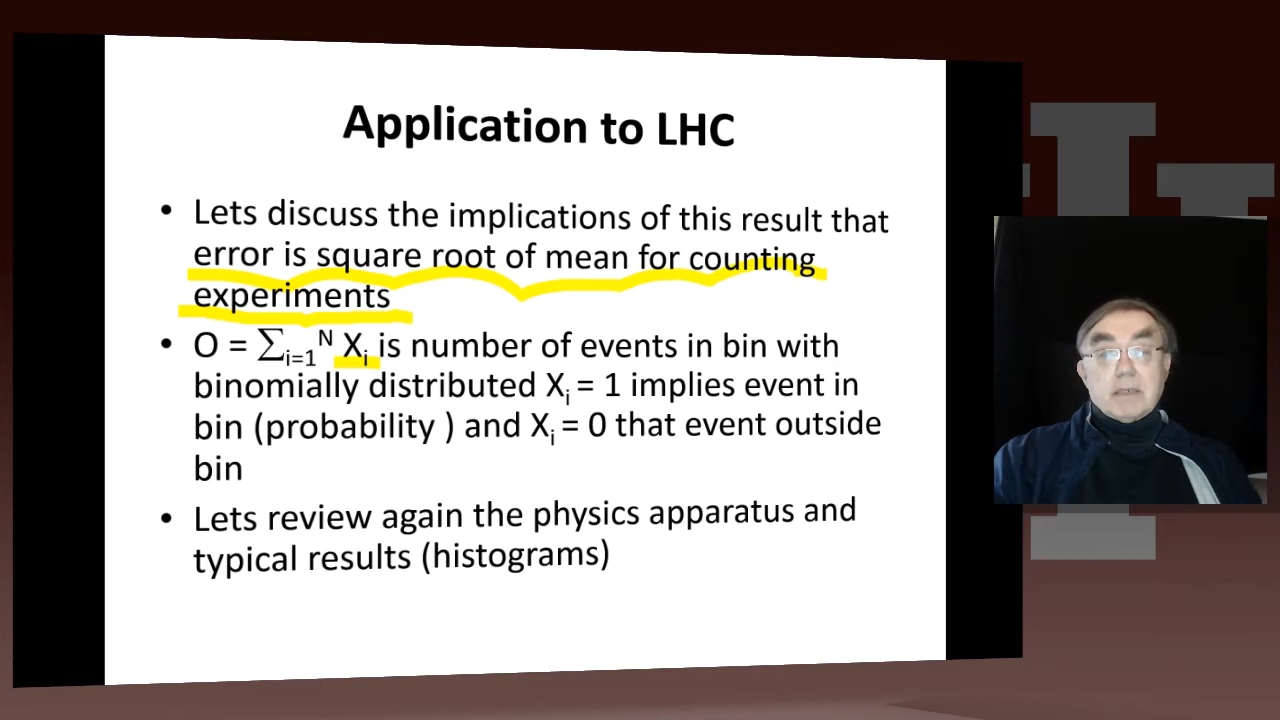 Application to LHC
• Lets discuss the implications of this result that
error is square root of mean for counting
experiments
• O = ∑i=1^N Xi is number of events in bin with
binomially distributed Xi = 1 implies event in
bin (probability ) and Xi = 0 that event outside
bin
• Lets review again the physics apparatus and
typical results (histograms)